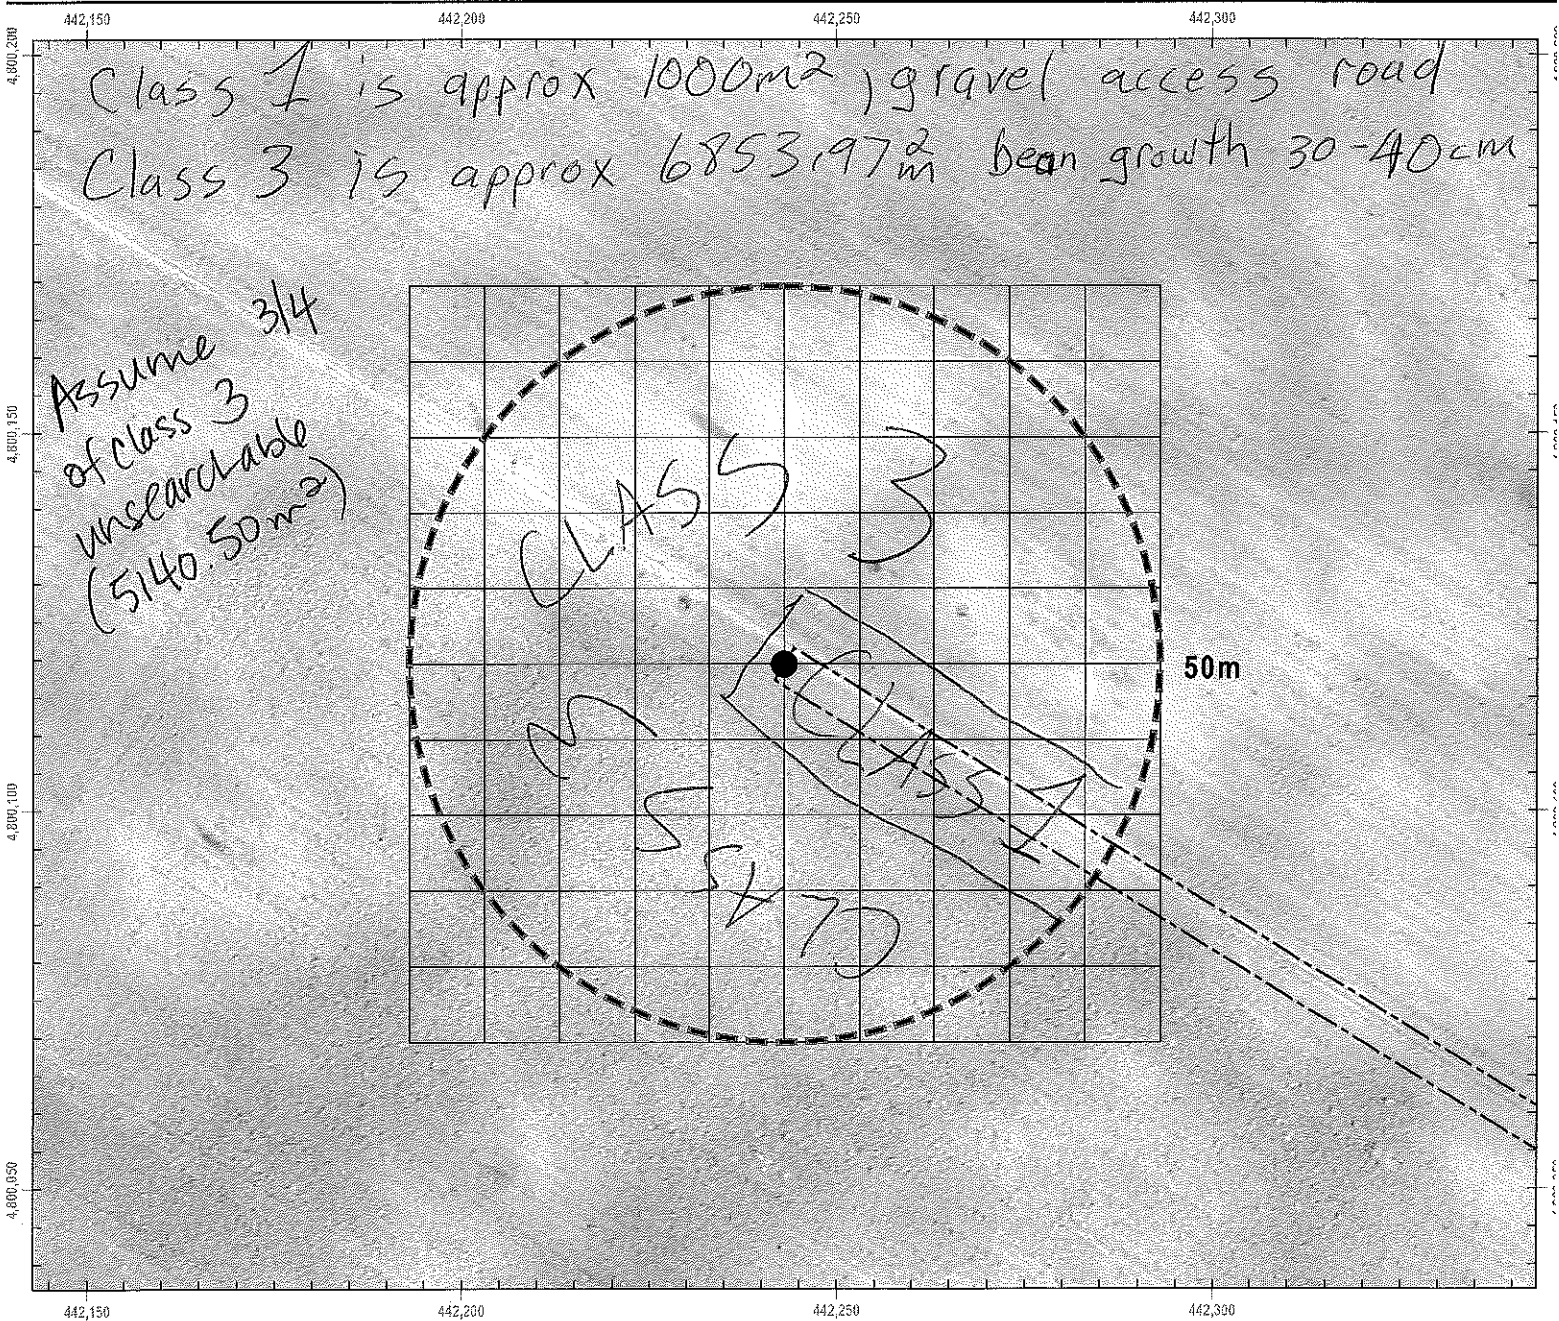 442,150 442,200 442,250 442,300
4,800,200
Class 1 is approx 1000m2, gravel access road
Class 3 is approx 6853.97m2 bean growth 30-40cm
Assume 3/4
of class 3
unsearchable
(5140.50m2)
4,800,150
CLASS 3
50m
CLASS 1
CLASS 3
4,800,100
4,800,050
442,150 442,200 442,250 442,300